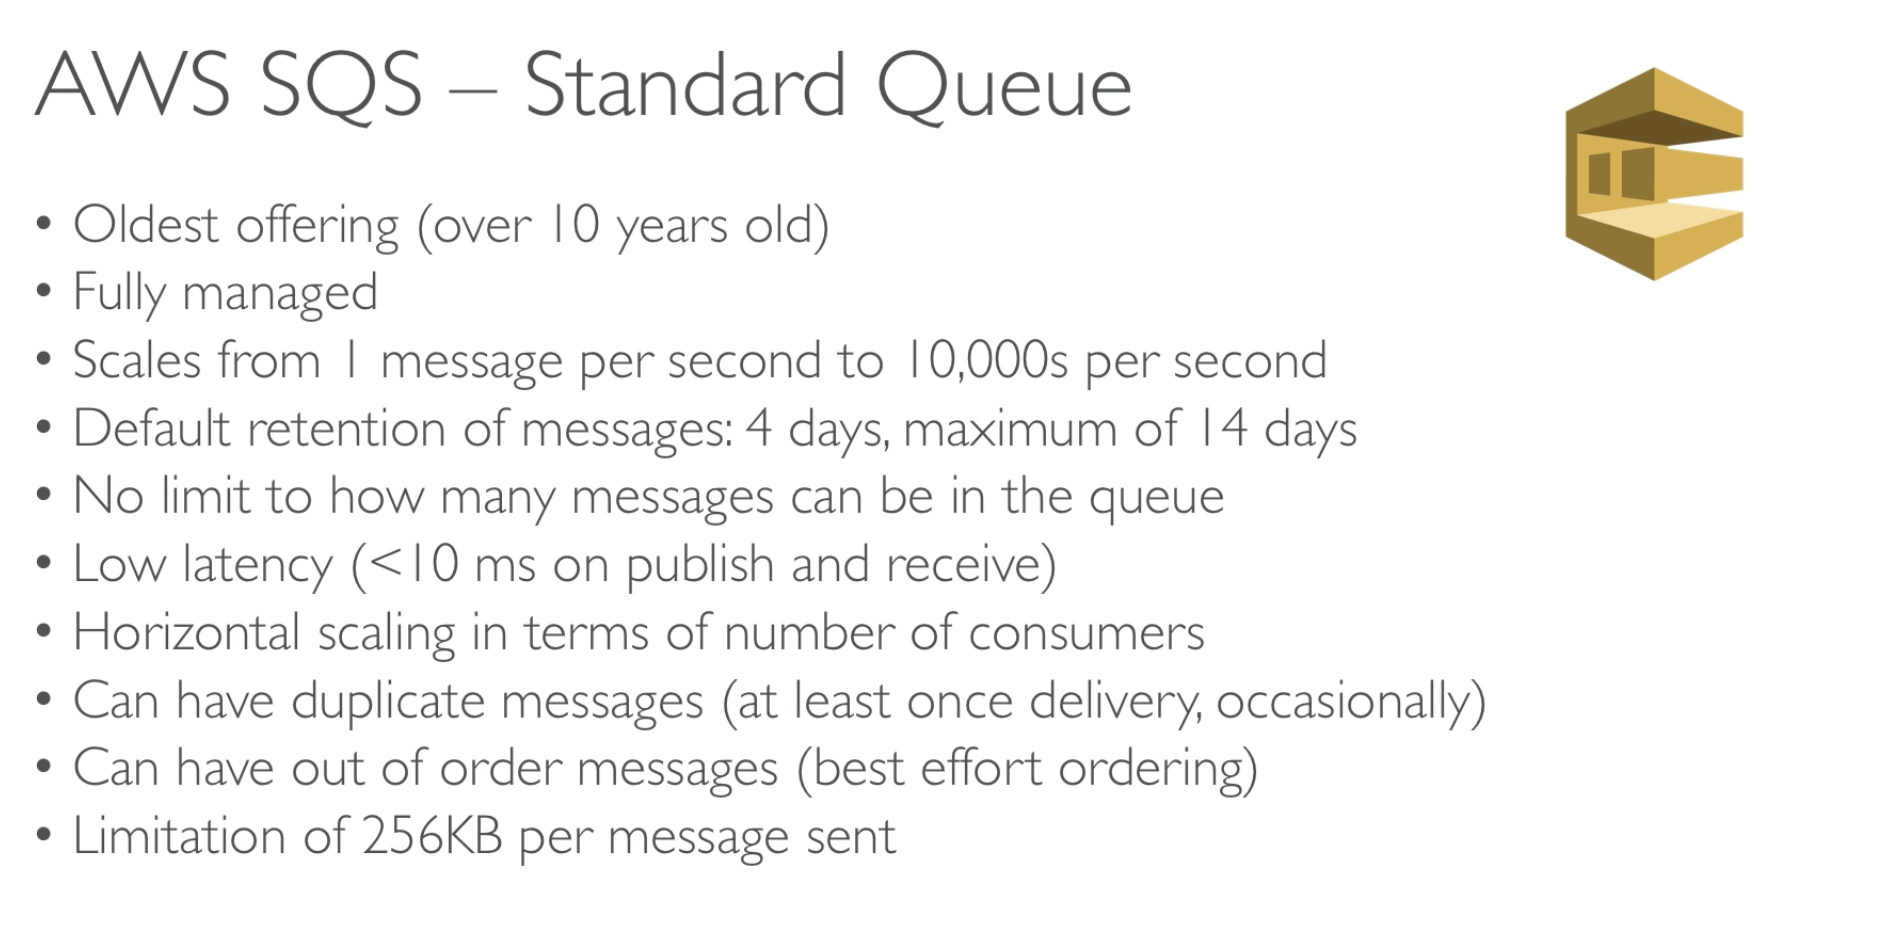 AWS SQS – Standard Queue
• Oldest offering (over 10 years old)
• Fully managed
• Scales from 1 message per second to 10,000s per second
• Default retention of messages: 4 days, maximum of 14 days
• No limit to how many messages can be in the queue
• Low latency (<10 ms on publish and receive)
• Horizontal scaling in terms of number of consumers
• Can have duplicate messages (at least once delivery, occasionally)
• Can have out of order messages (best effort ordering)
• Limitation of 256KB per message sent